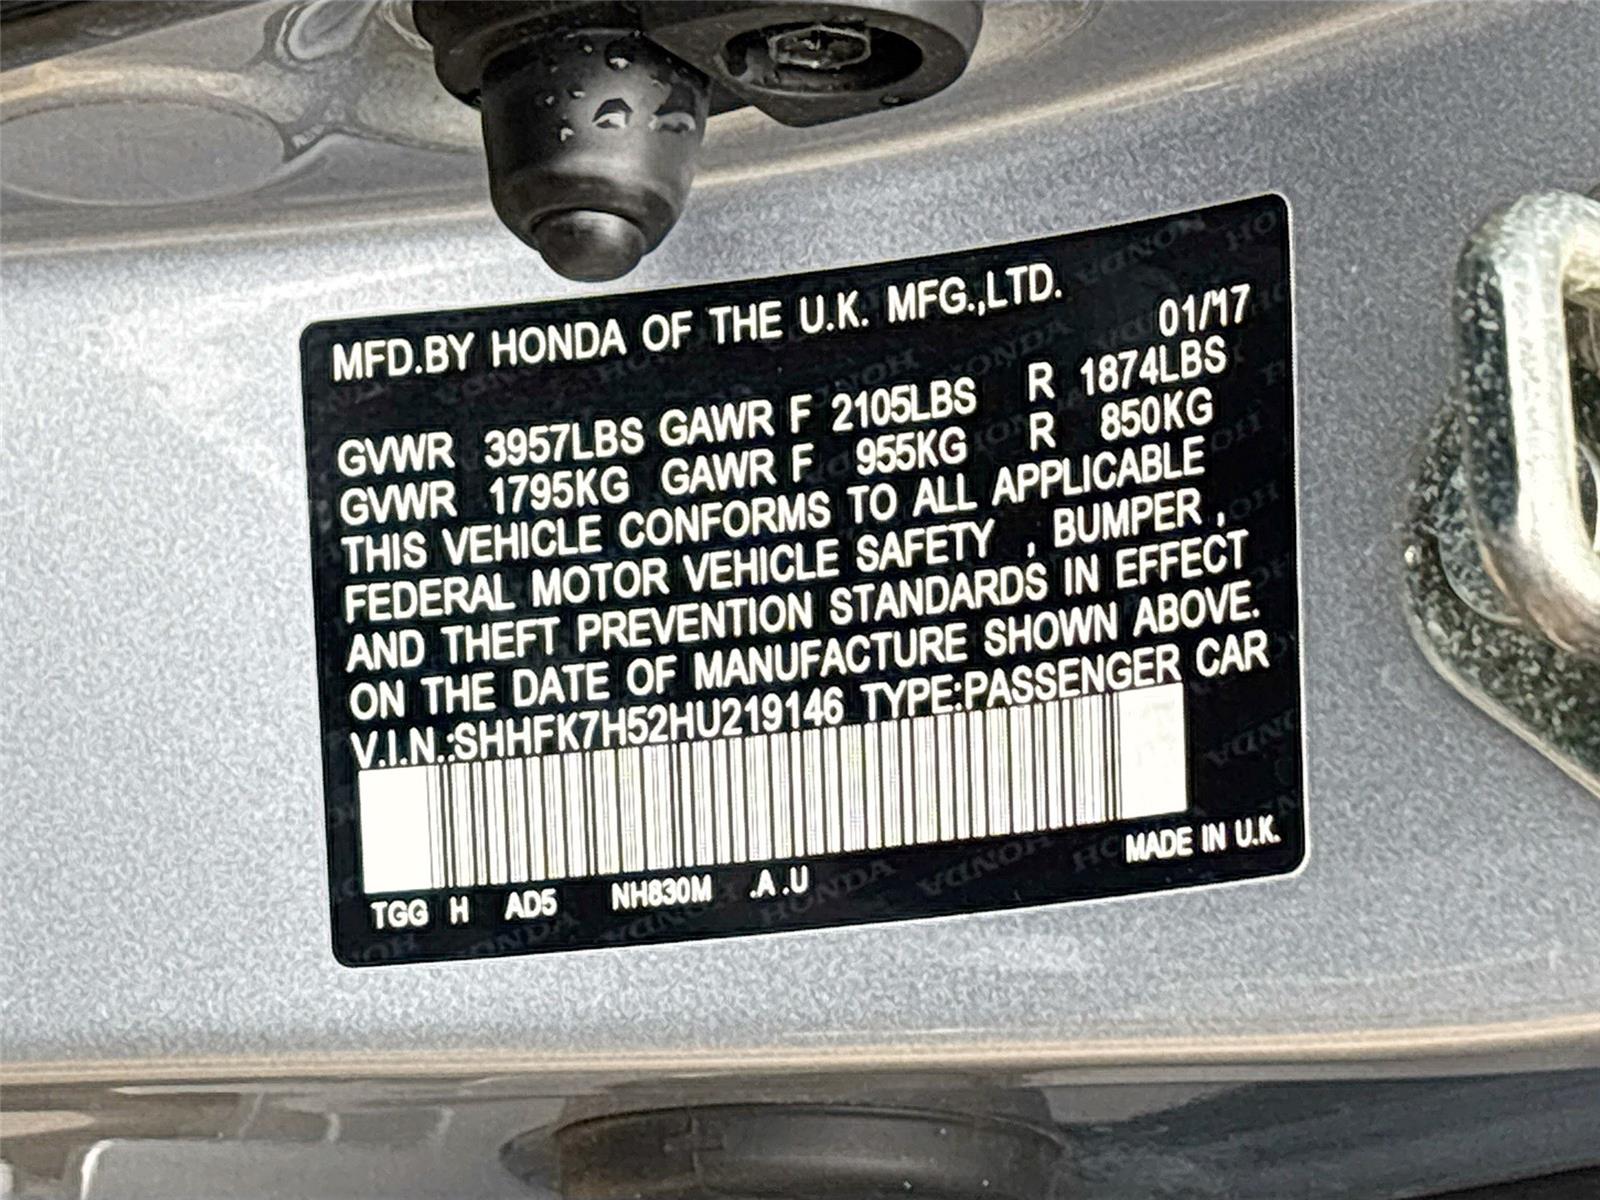 MFD.BY HONDA OF THE U.K. MFG.,LTD.
01/'17
GVWR 3957LBS GAWR F 2105LBS R 1874LBS
GVWR 1795KG GAWR F 955KG R 850KG
THIS VEHICLE CONFORMS TO ALL APPLICABLE
FEDERAL MOTOR VEHICLE SAFETY , BUMPER ,
AND THEFT PREVENTION STANDARDS IN EFFECT
ON THE DATE OF MANUFACTURE SHOWN ABOVE.
V.I.N.:SHHFK7H52HU219146 TYPE:PASSENGER CAR
TGG H AD5 NH830M .A .U MADE IN U.K.